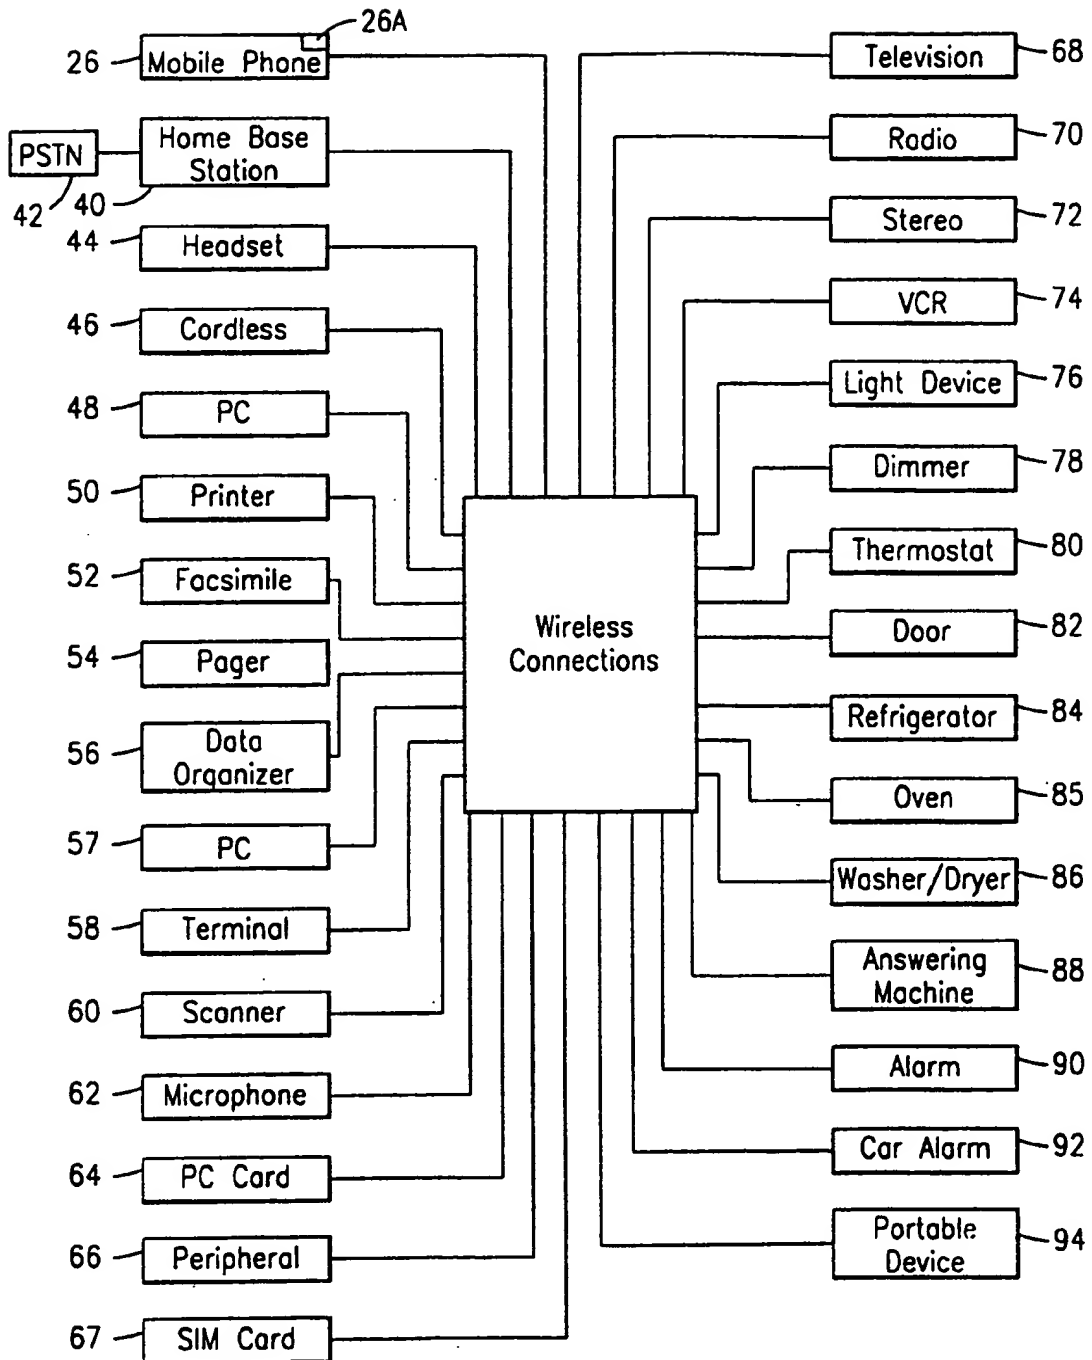 26A
26
Mobile Phone
PSTN
42
Home Base
Station
40
44
Headset
46
Cordless
48
PC
50
Printer
52
Facsimile
54
Pager
56
Data
Organizer
57
PC
58
Terminal
60
Scanner
62
Microphone
64
PC Card
66
Peripheral
67
SIM Card
Wireless
Connections
Television
68
Radio
70
Stereo
72
VCR
74
Light Device
76
Dimmer
78
Thermostat
80
Door
82
Refrigerator
84
Oven
85
Washer/Dryer
86
Answering
Machine
88
Alarm
90
Car Alarm
92
Portable
Device
94